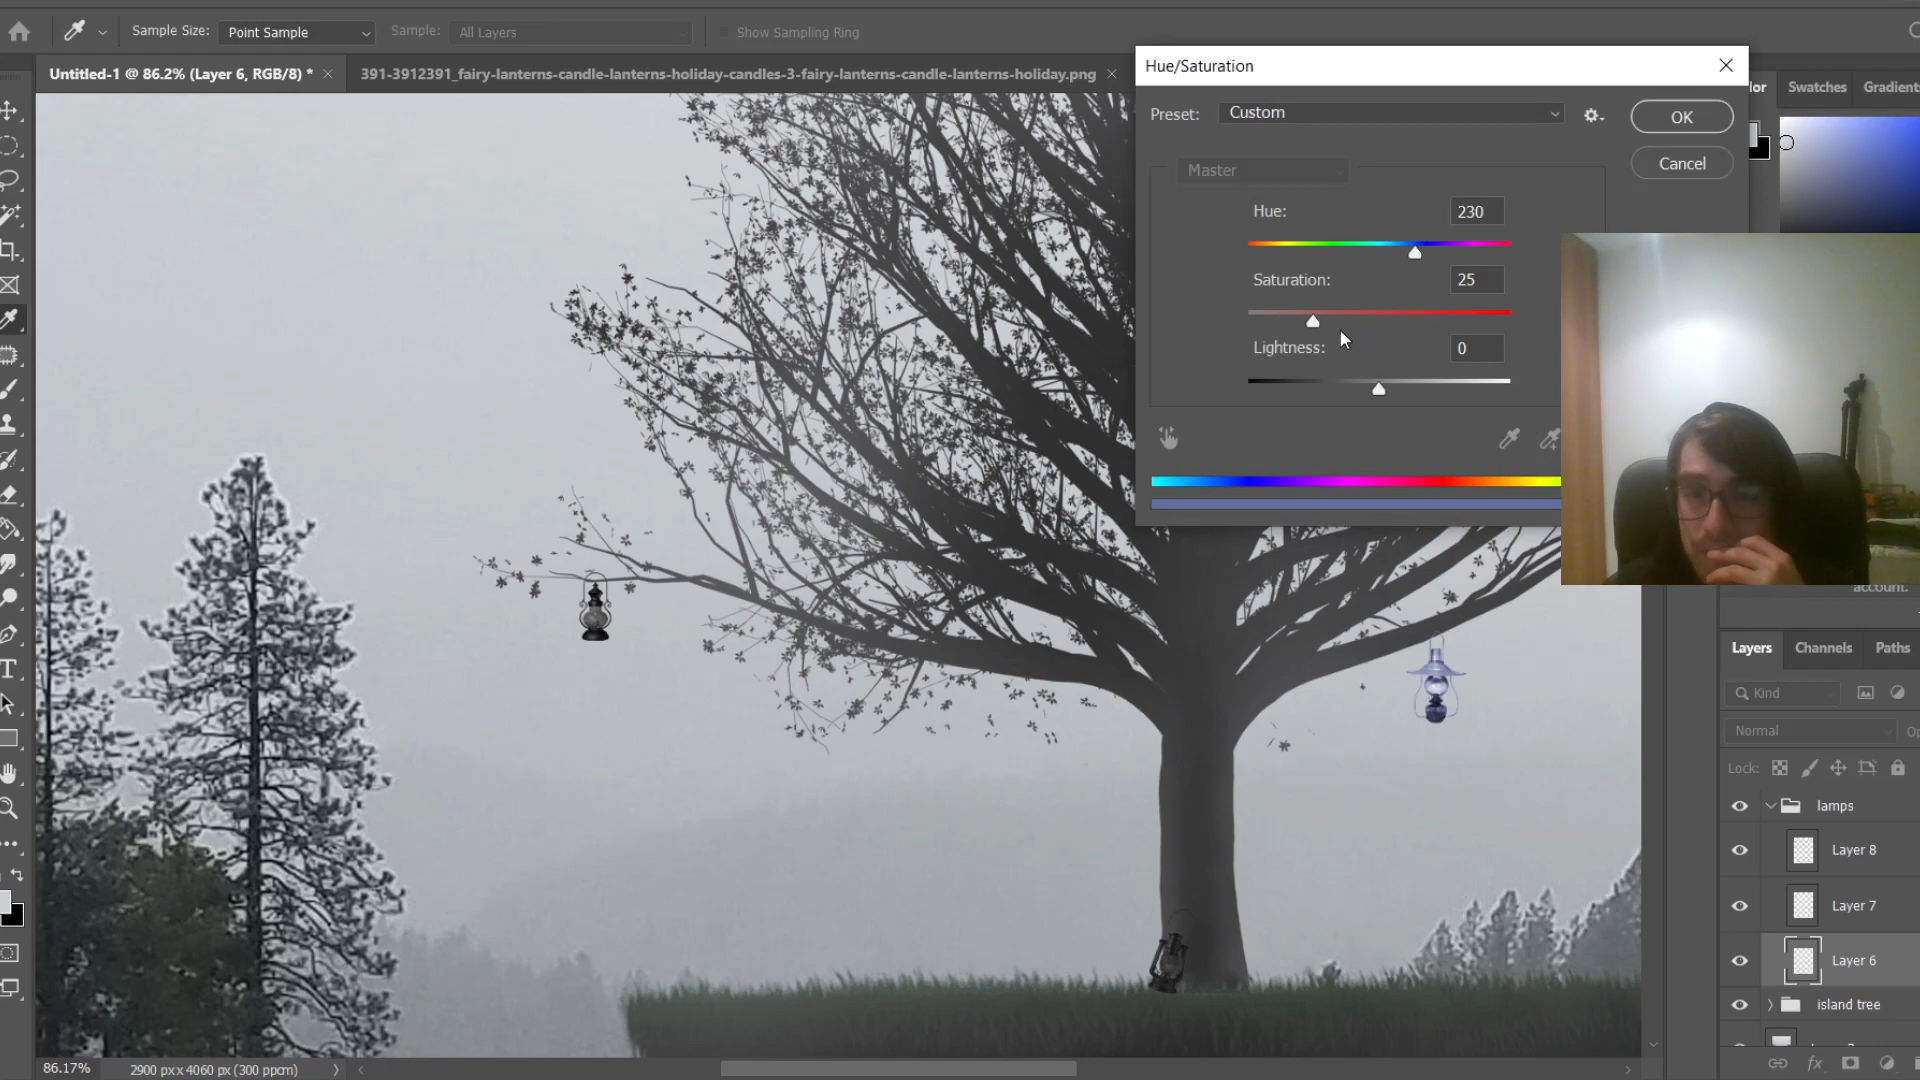 Sample Size: Point Sample Sample: All Layers Show Sampling Ring
Untitled-1 @ 86.2% (Layer 6, RGB/8) * 391-3912391_fairy-lanterns-candle-lanterns-holiday-candles-3-fairy-lanterns-candle-lanterns-holiday.png
Hue/Saturation
Swatches Gradient
Preset: Custom
OK
Cancel
Master
Hue: 230
Saturation: 25
Lightness: 0
account.
Layers Channels Paths
Kind
Normal Op
Lock:
lamps
Layer 8
Layer 7
Layer 6
island tree
fx
86.17% 2900 px x 4060 px (300 ppcm)